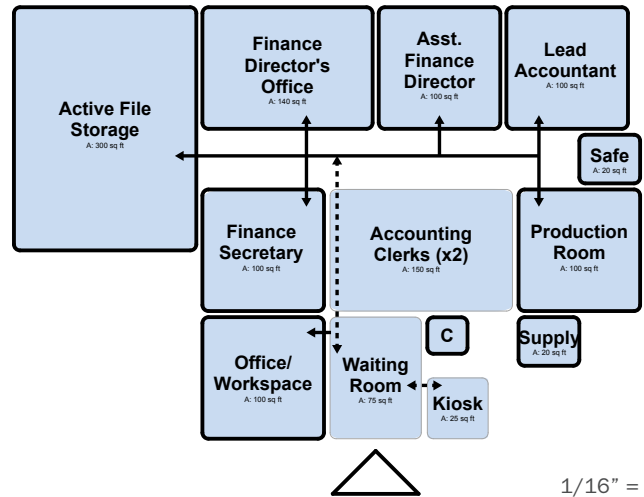 Active File
Storage
A: 300 sq ft
Finance
Director's
Office
A: 140 sq ft
Asst.
Finance
Director
A: 100 sq ft
Lead
Accountant
A: 100 sq ft
Safe
A: 20 sq ft
Finance
Secretary
A: 100 sq ft
Accounting
Clerks (x2)
A: 150 sq ft
Production
Room
A: 100 sq ft
Office/
Workspace
A: 100 sq ft
Waiting
Room
A: 75 sq ft
C
Kiosk
A: 25 sq ft
Supply
A: 20 sq ft
1/16" =